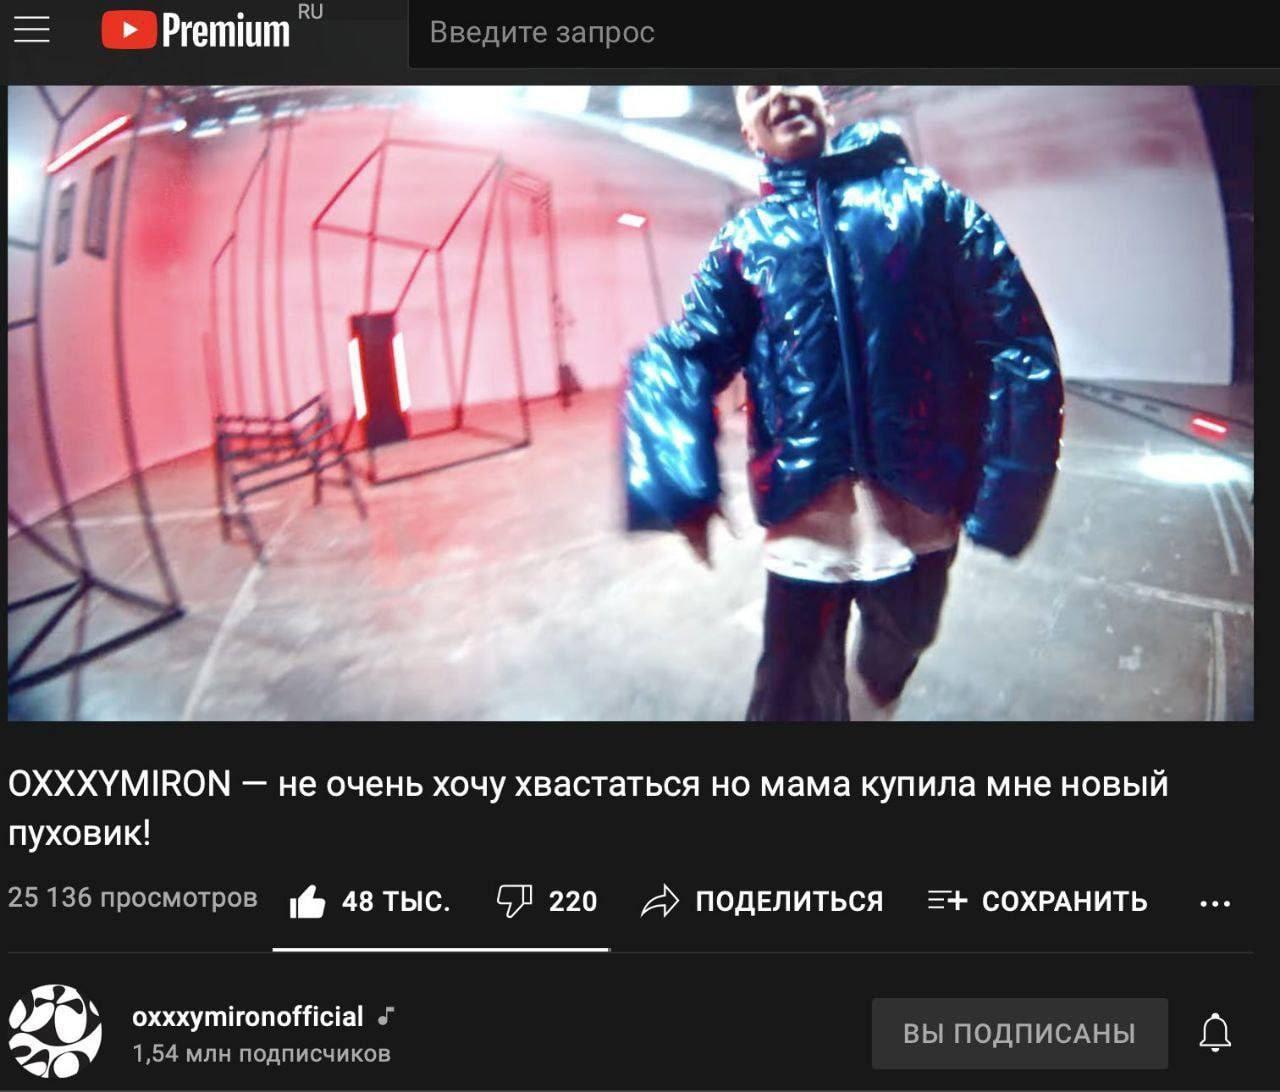 Premium RU
Введите запрос
OXXXYMIRON — не очень хочу хвастаться но мама купила мне новый
пуховик!
25 136 просмотров 48 ТЫС. 220 ПОДЕЛИТЬСЯ СОХРАНИТЬ
oxxxymironofficial
1,54 млн подписчиков
ВЫ ПОДПИСАНЫ